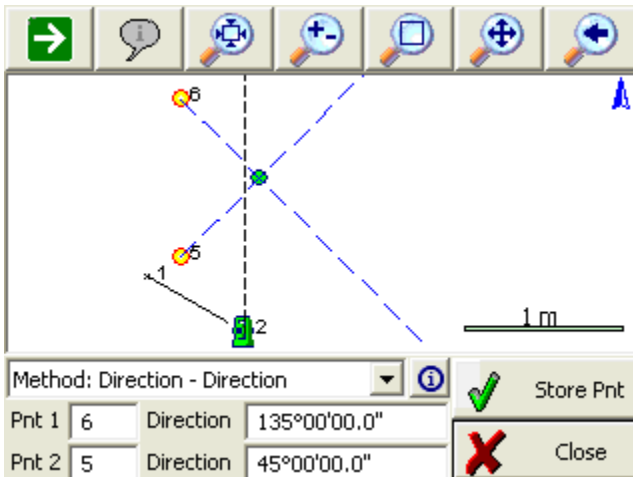 6
5
1
2
1 m
Method: Direction - Direction
Store Pnt
Pnt 1 6 Direction 135°00'00.0"
Pnt 2 5 Direction 45°00'00.0"
Close